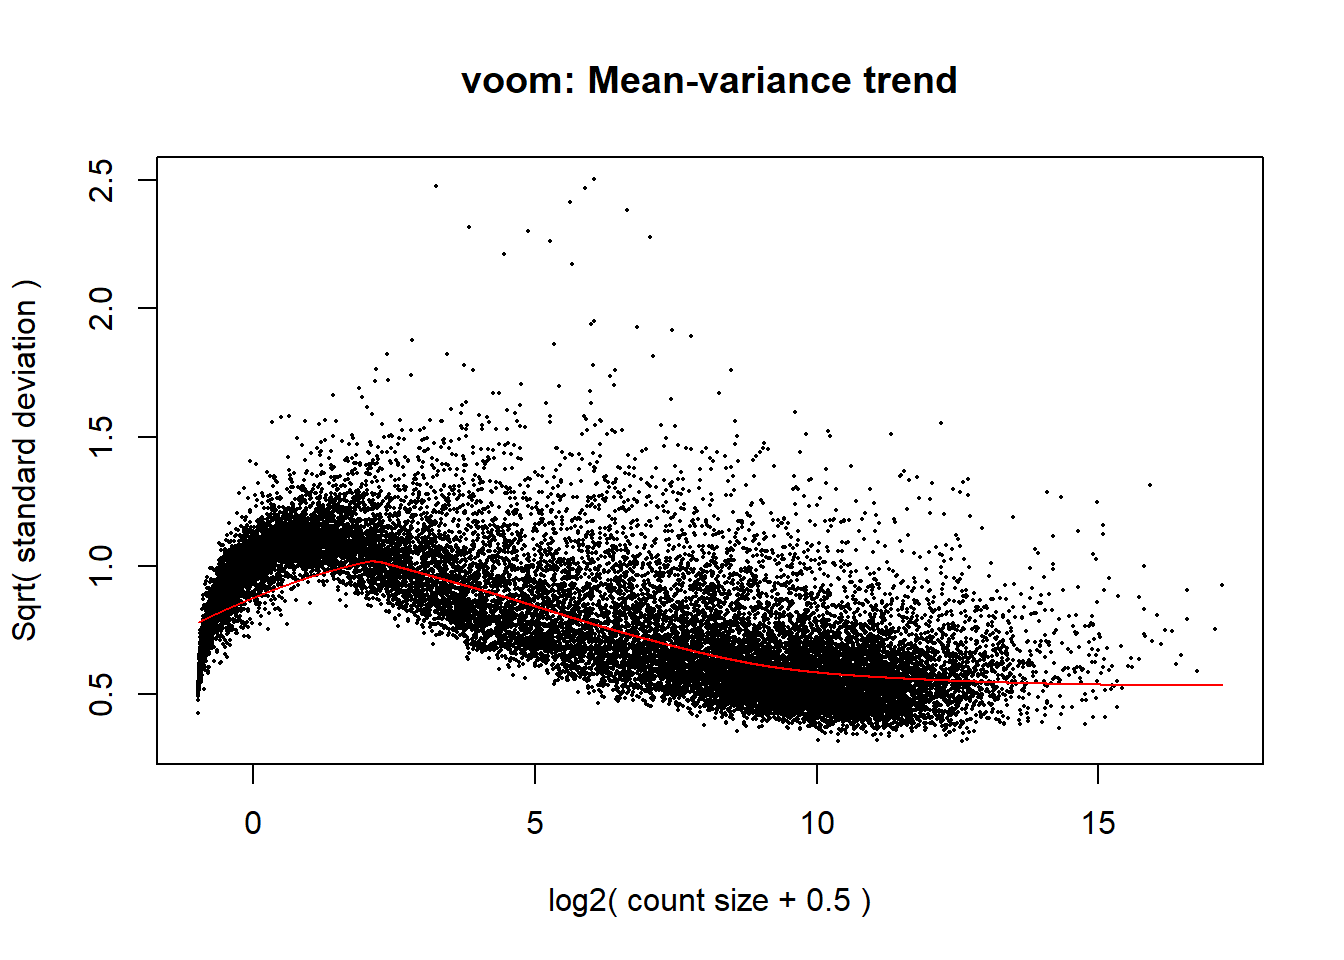 voom: Mean-variance trend
Sqrt( standard deviation )
2.5
2.0
1.5
1.0
0.5
0 5 10 15
log2( count size + 0.5 )